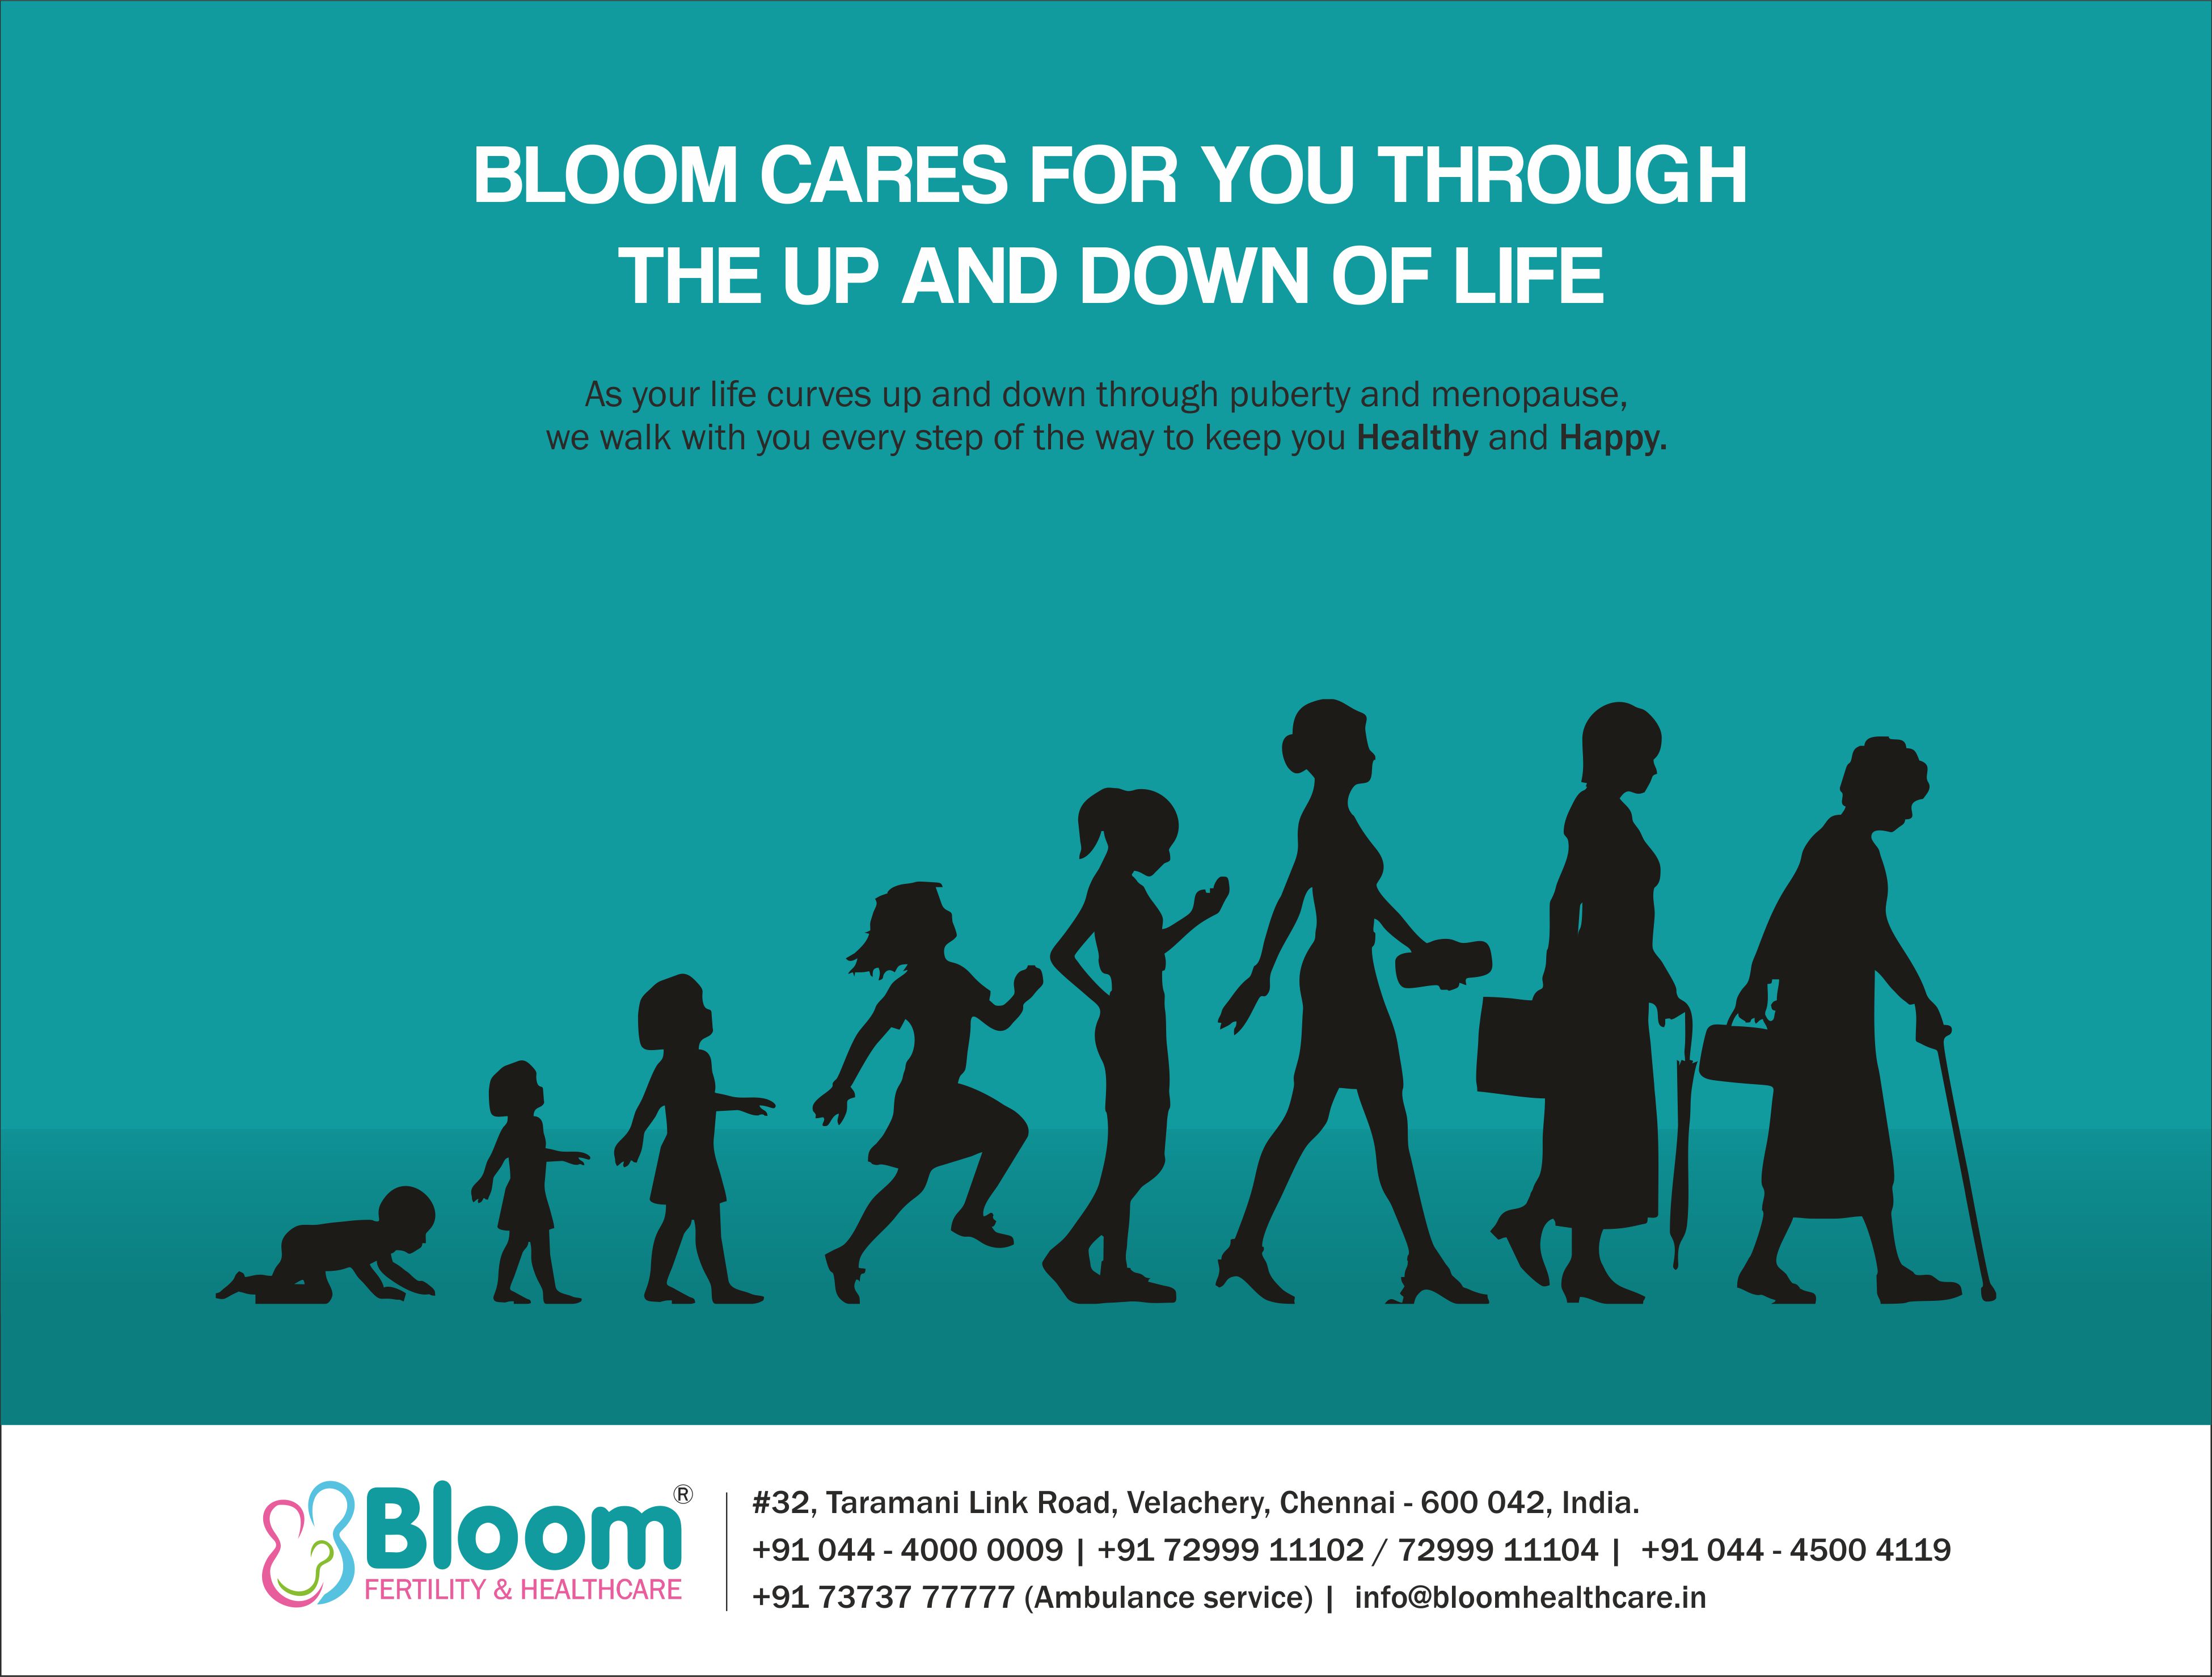 BLOOM CARES FOR YOU THROUGH
THE UP AND DOWN OF LIFE
As your life curves up and down through puberty and menopause,
we walk with you every step of the way to keep you Healthy and Happy.
Bloom®
FERTILITY & HEALTHCARE
#32, Taramani Link Road, Velachery, Chennai - 600 042, India.
+91 044 - 4000 0009 | +91 72999 11102 / 72999 11104 | +91 044 - 4500 4119
+91 73737 77777 (Ambulance service) | info@bloomhealthcare.in